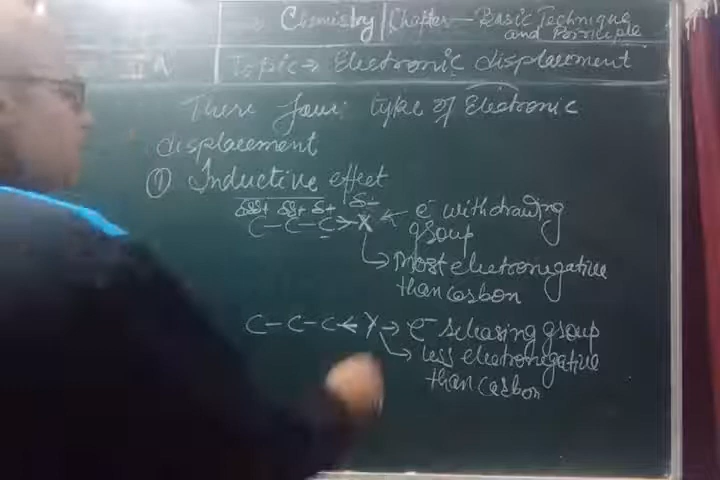 Chemistry | Chapter - Basic Technique and Porniciple
Topic → Electronic displacement
There four type of Electronic
displacement
① Inductive effect
δδδ+ δδ+ δ+ δ-
C-C-C>X ← e⁻ withdrawing
group
↳ Most electronegative
than carbon
C-C-C<Y → e⁻ releasing group
↳ less electronegative
than carbon